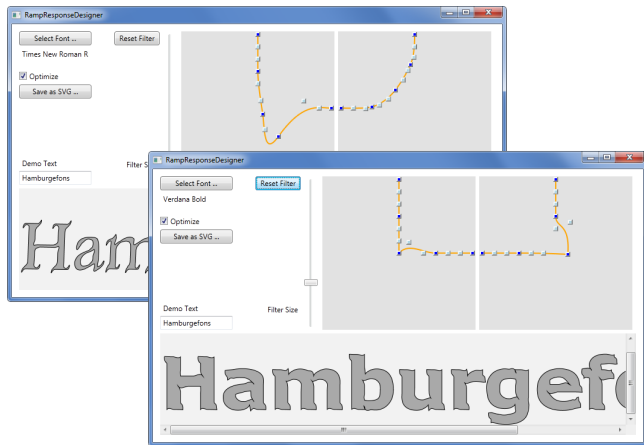 RampResponseDesigner
Select Font ...
Reset Filter
Times New Roman R
Optimize
Save as SVG ...
Demo Text
Filter S
Hamburgefons
Ham
RampResponseDesigner
Select Font ...
Reset Filter
Verdana Bold
Optimize
Save as SVG ...
Demo Text
Filter Size
Hamburgefons
Hamburgefo